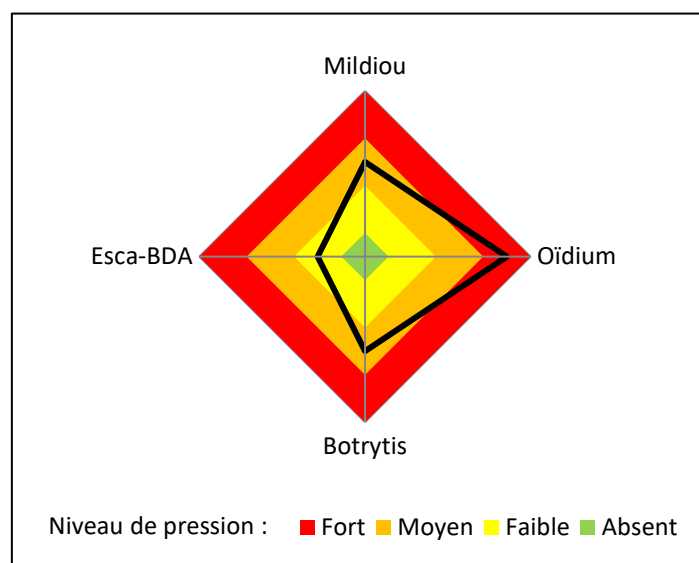 Mildiou
Esca-BDA Oïdium
Botrytis
Niveau de pression : Fort Moyen Faible Absent